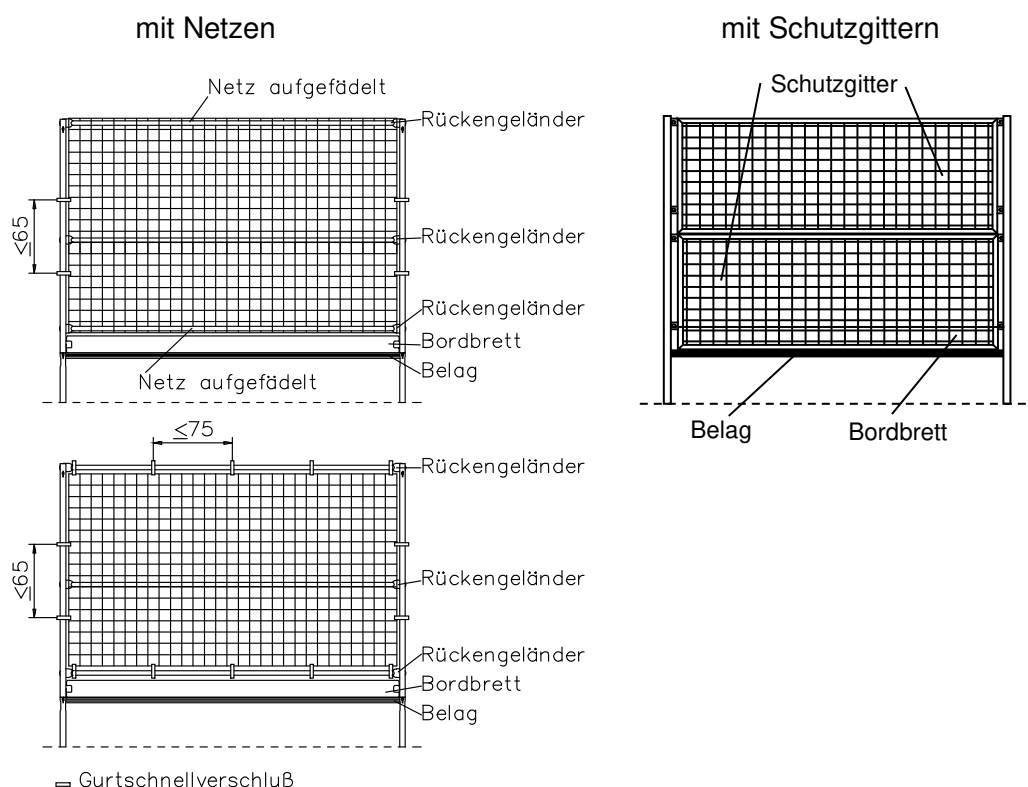 mit Netzen
Netz aufgefädelt
Rückengeländer
≤65
Rückengeländer
Rückengeländer
Bordbrett
Belag
Netz aufgefädelt
mit Schutzgittern
Schutzgitter
Belag
Bordbrett
≤75
Rückengeländer
≤65
Rückengeländer
Rückengeländer
Bordbrett
Belag
Gurtschnellverschluß